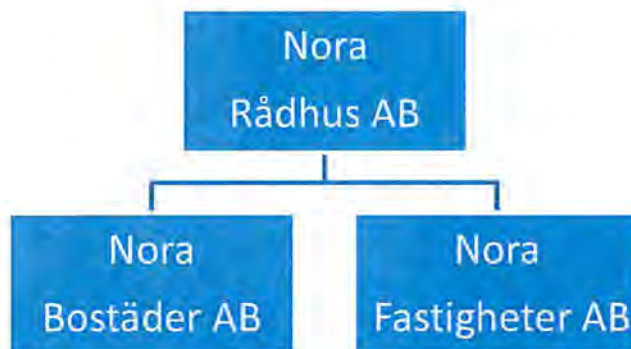 Nora
Rådhus AB
Nora
Bostäder AB
Nora
Fastigheter AB